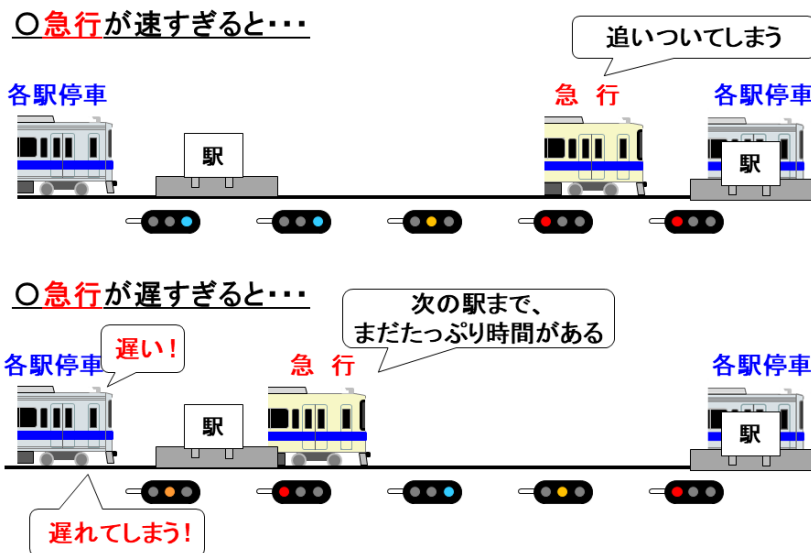 ○急行が速すぎると・・・
追いついてしまう
各駅停車
急 行
各駅停車
駅
駅
○急行が遅すぎると・・・
次の駅まで、
まだたっぷり時間がある
遅い！
各駅停車
急 行
各駅停車
駅
駅
遅れてしまう！